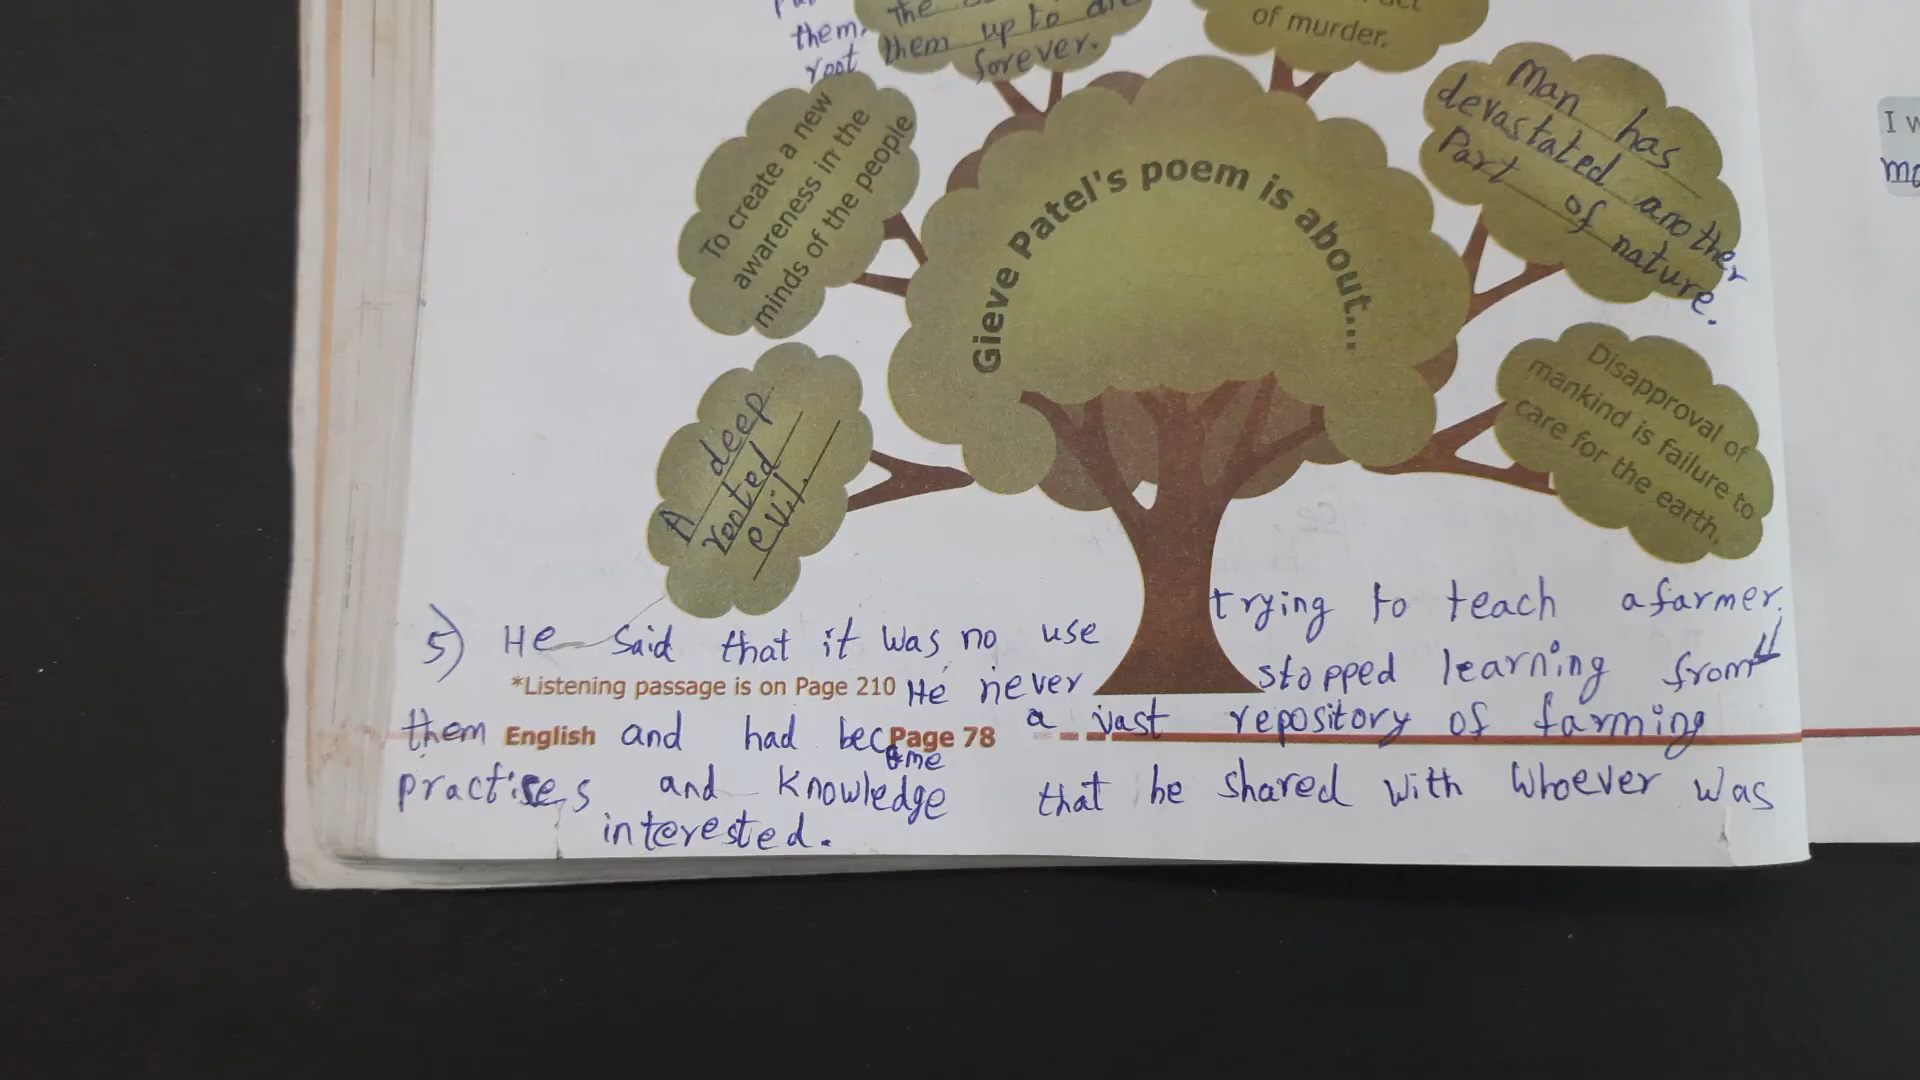 them,
root
the
them up to die
forever.
of murder.
To create a new
awareness in the
minds of the people
Gieve Patel's poem is about...
Man has
devastated another
Part of
nature.
A deep
rooted
evil.
Disapproval of
mankind is failure to
care for the earth.
I w
5) He said that it was no use trying to teach a farmer.
*Listening passage is on Page 210 He never stopped learning from
them English and had become Page 78 a vast repository of farming
practises and knowledge that he shared with whoever was
interested.